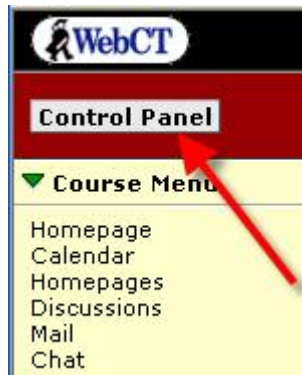 WebCT
Control Panel
Course Menu
Homepage
Calendar
Homepages
Discussions
Mail
Chat